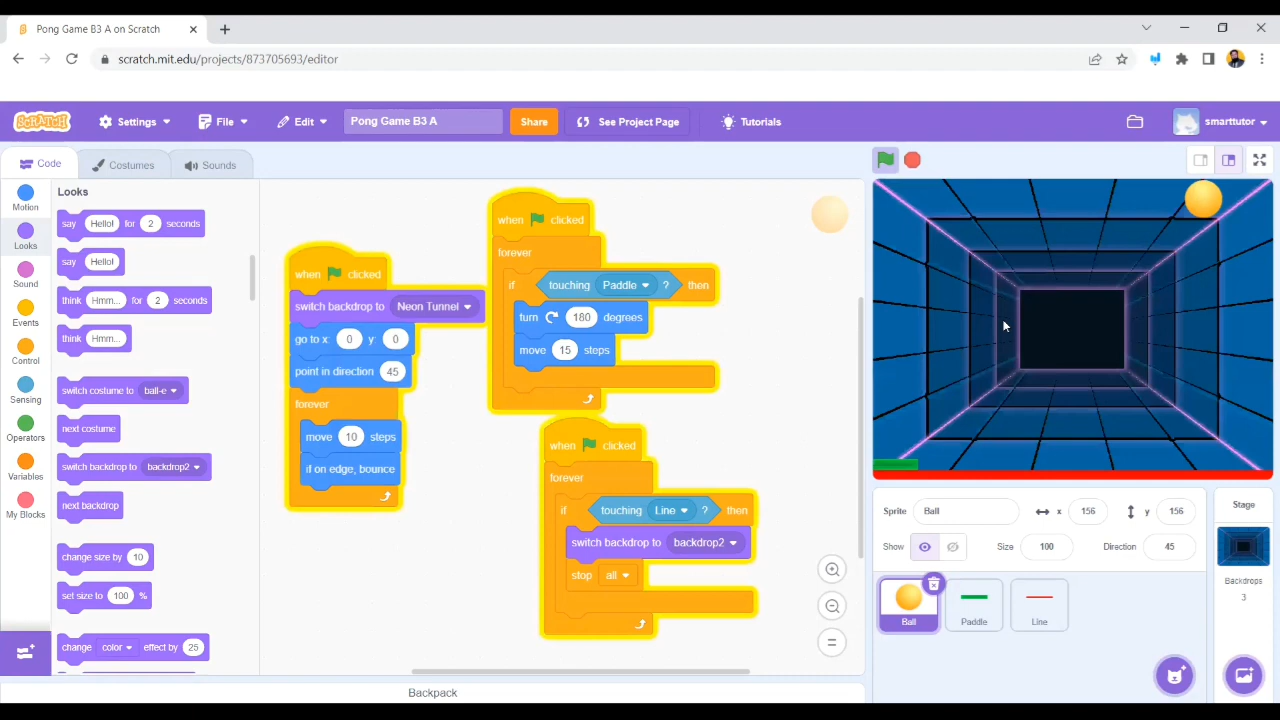 Pong Game B3 A on Scratch
scratch.mit.edu/projects/873705693/editor
SCRATCH Settings File Edit Pong Game B3 A Share See Project Page Tutorials smarttutor
Code Costumes Sounds
Motion
Looks
Sound
Events
Control
Sensing
Operators
Variables
My Blocks
Looks
say Hello! for 2 seconds
say Hello!
think Hmm... for 2 seconds
think Hmm...
switch costume to ball-e
next costume
switch backdrop to backdrop2
next backdrop
change size by 10
set size to 100 %
change color effect by 25
when clicked
switch backdrop to Neon Tunnel
go to x: 0 y: 0
point in direction 45
forever
move 10 steps
if on edge, bounce
when clicked
forever
if touching Paddle ? then
turn 180 degrees
move 15 steps
when clicked
forever
if touching Line ? then
switch backdrop to backdrop2
stop all
Sprite Ball x 156 y 156
Show Size 100 Direction 45
Ball Paddle Line
Stage
Backdrops
3
Backpack